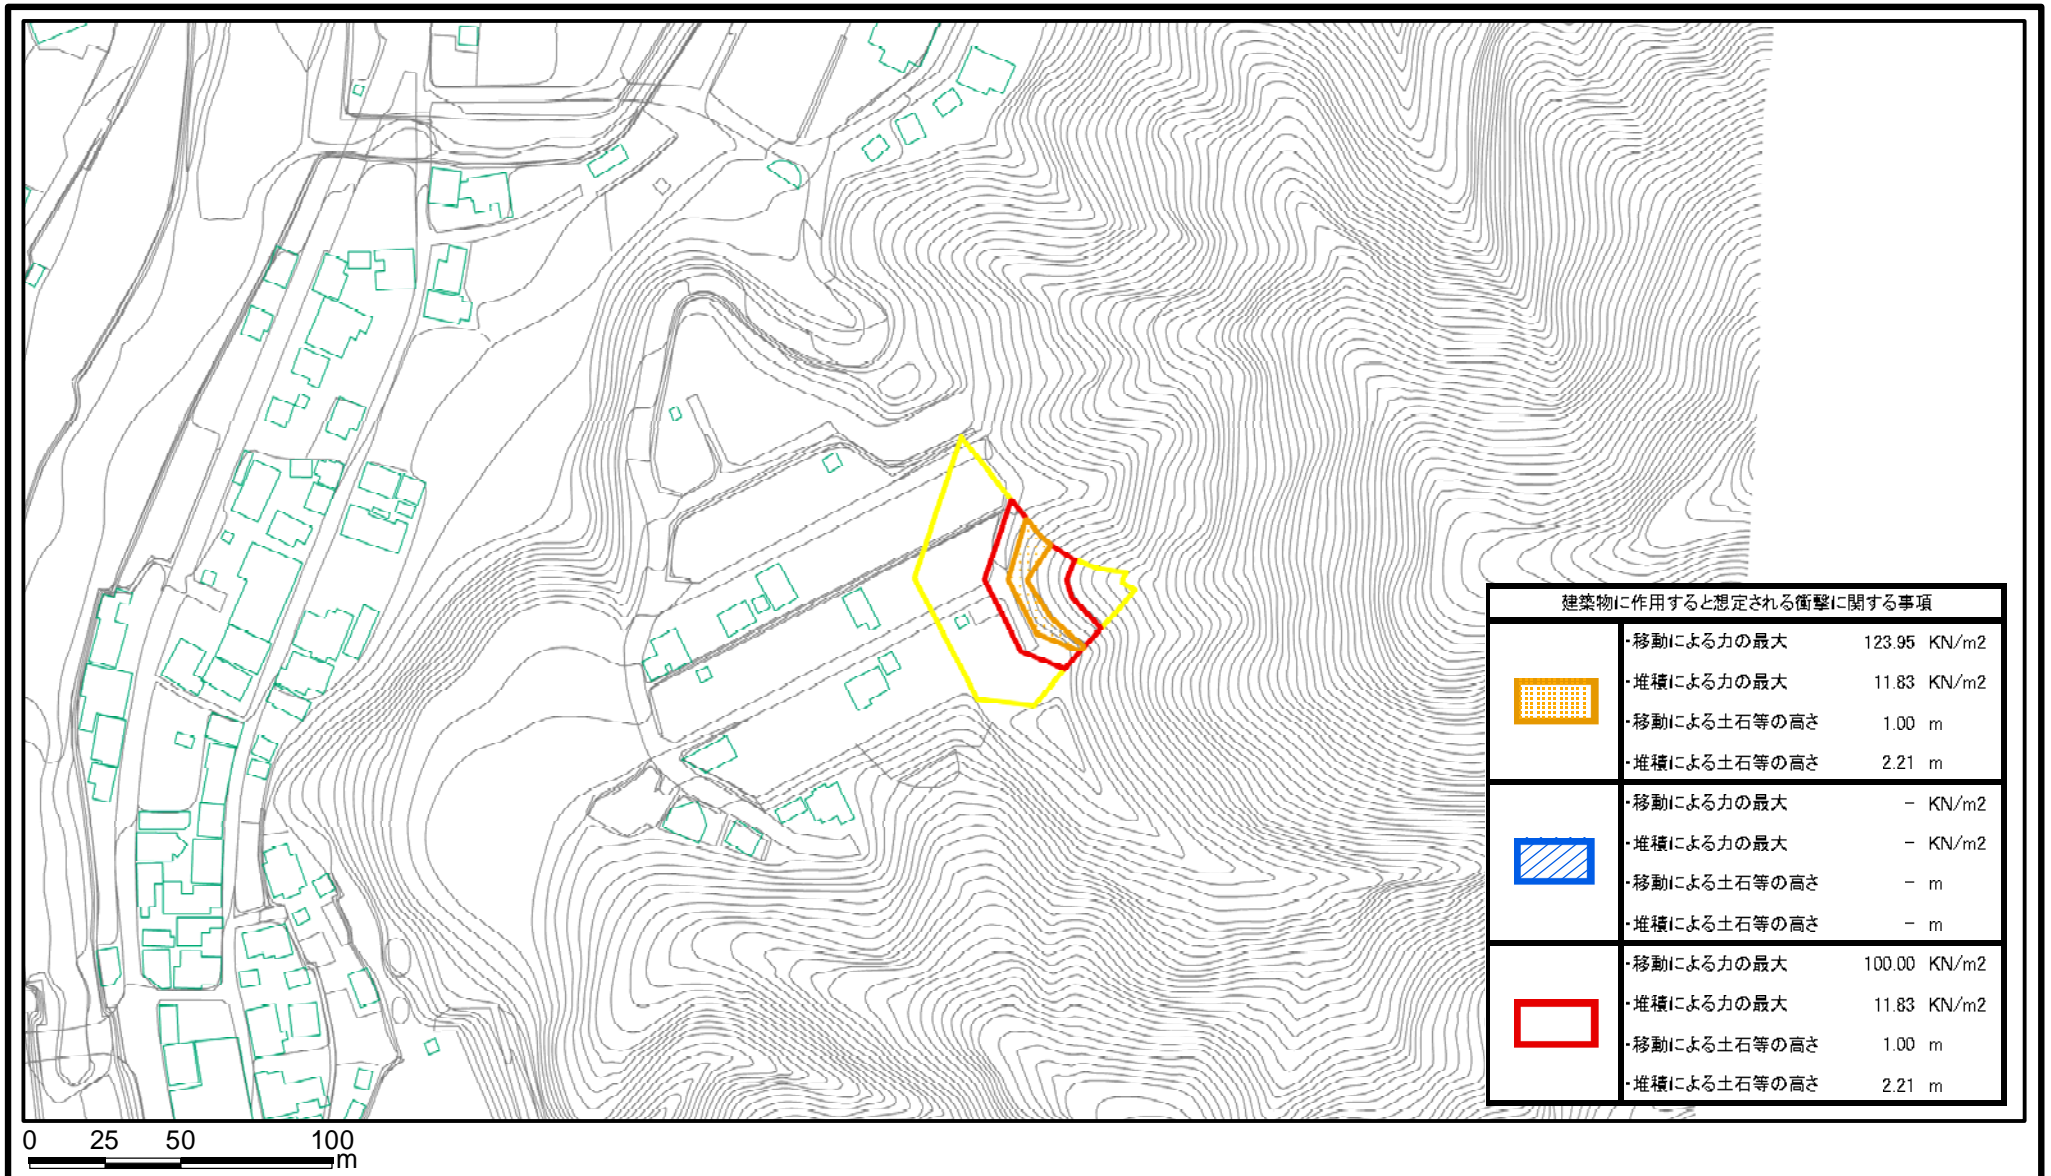 建築物に作用すると想定される衝撃に関する事項
・移動による力の最大 123.95 KN/m2
・堆積による力の最大 11.83 KN/m2
・移動による土石等の高さ 1.00 m
・堆積による土石等の高さ 2.21 m
・移動による力の最大 - KN/m2
・堆積による力の最大 - KN/m2
・移動による土石等の高さ - m
・堆積による土石等の高さ - m
・移動による力の最大 100.00 KN/m2
・堆積による力の最大 11.83 KN/m2
・移動による土石等の高さ 1.00 m
・堆積による土石等の高さ 2.21 m
0 25 50 100
m